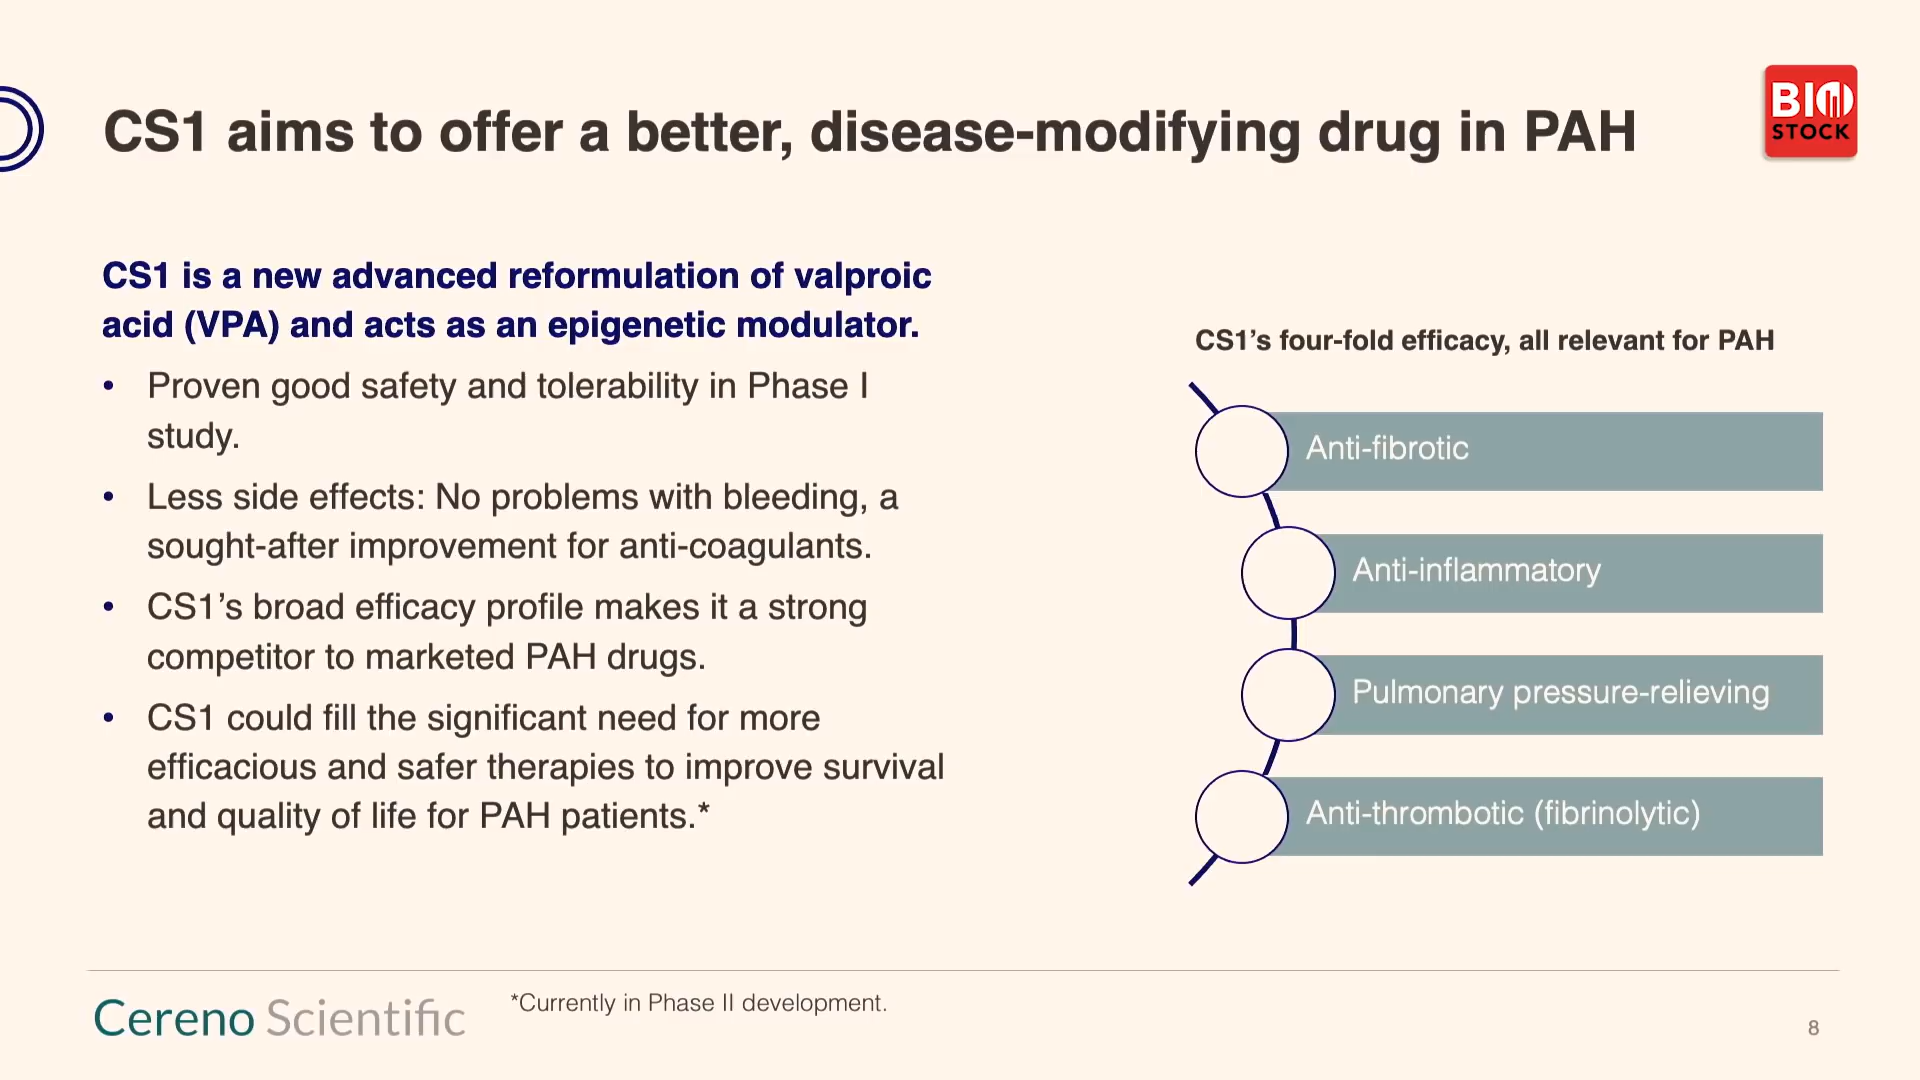 CS1 aims to offer a better, disease-modifying drug in PAH
BIO
STOCK
CS1 is a new advanced reformulation of valproic
acid (VPA) and acts as an epigenetic modulator.
• Proven good safety and tolerability in Phase I
study.
• Less side effects: No problems with bleeding, a
sought-after improvement for anti-coagulants.
• CS1’s broad efficacy profile makes it a strong
competitor to marketed PAH drugs.
• CS1 could fill the significant need for more
efficacious and safer therapies to improve survival
and quality of life for PAH patients.*
CS1’s four-fold efficacy, all relevant for PAH
Anti-fibrotic
Anti-inflammatory
Pulmonary pressure-relieving
Anti-thrombotic (fibrinolytic)
Cereno Scientific
*Currently in Phase II development.
8